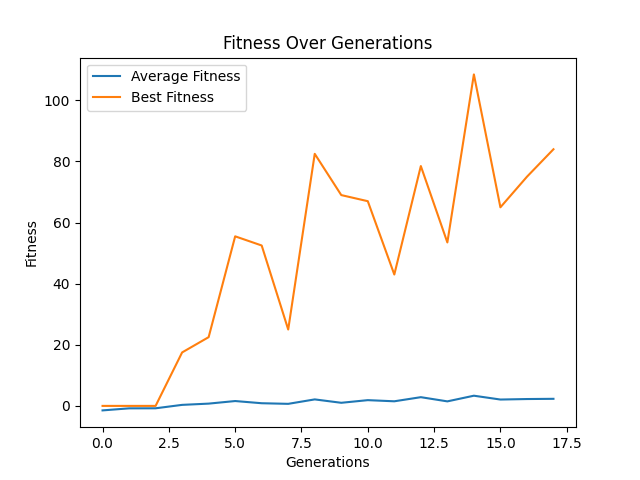 Fitness Over Generations
Average Fitness
Best Fitness
100
80
60
40
20
0
Fitness
0.0 2.5 5.0 7.5 10.0 12.5 15.0 17.5
Generations